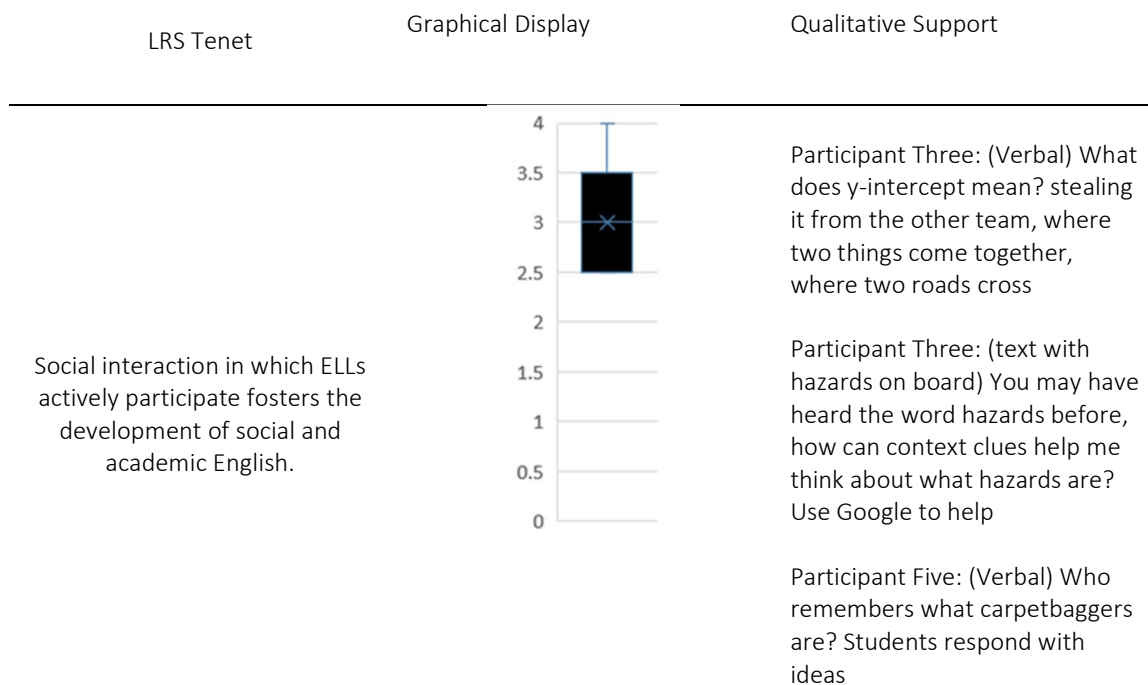 LRS Tenet
Graphical Display
Qualitative Support
Social interaction in which ELLs
actively participate fosters the
development of social and
academic English.
4
3.5
3
2.5
2
1.5
1
0.5
0
Participant Three: (Verbal) What
does y-intercept mean? stealing
it from the other team, where
two things come together,
where two roads cross
Participant Three: (text with
hazards on board) You may have
heard the word hazards before,
how can context clues help me
think about what hazards are?
Use Google to help
Participant Five: (Verbal) Who
remembers what carpetbaggers
are? Students respond with
ideas